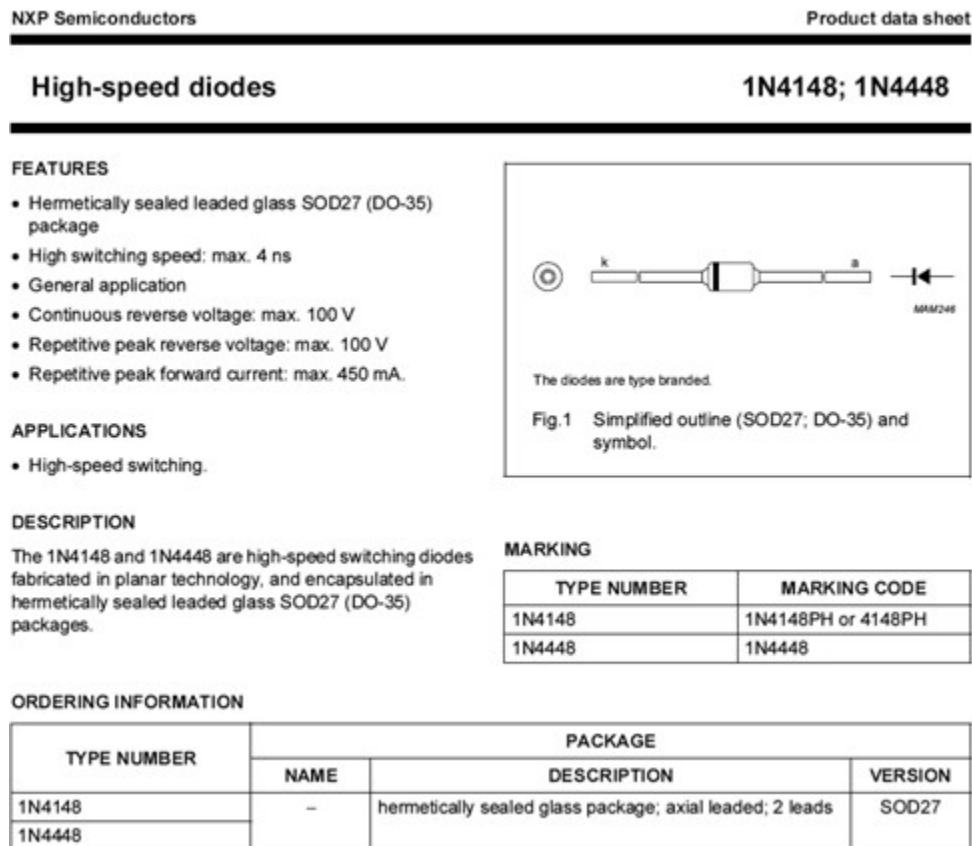 NXP Semiconductors
Product data sheet
High-speed diodes
1N4148; 1N4448
FEATURES
• Hermetically sealed leaded glass SOD27 (DO-35)
package
• High switching speed: max. 4 ns
• General application
• Continuous reverse voltage: max. 100 V
• Repetitive peak reverse voltage: max. 100 V
• Repetitive peak forward current: max. 450 mA.
APPLICATIONS
• High-speed switching.
DESCRIPTION
The 1N4148 and 1N4448 are high-speed switching diodes
fabricated in planar technology, and encapsulated in
hermetically sealed leaded glass SOD27 (DO-35)
packages.
k
a
MAM246
The diodes are type branded.
Fig.1 Simplified outline (SOD27; DO-35) and
symbol.
MARKING
TYPE NUMBER
MARKING CODE
1N4148
1N4148PH or 4148PH
1N4448
1N4448
ORDERING INFORMATION
TYPE NUMBER
PACKAGE
NAME
DESCRIPTION
VERSION
1N4148
–
hermetically sealed glass package; axial leaded; 2 leads
SOD27
1N4448